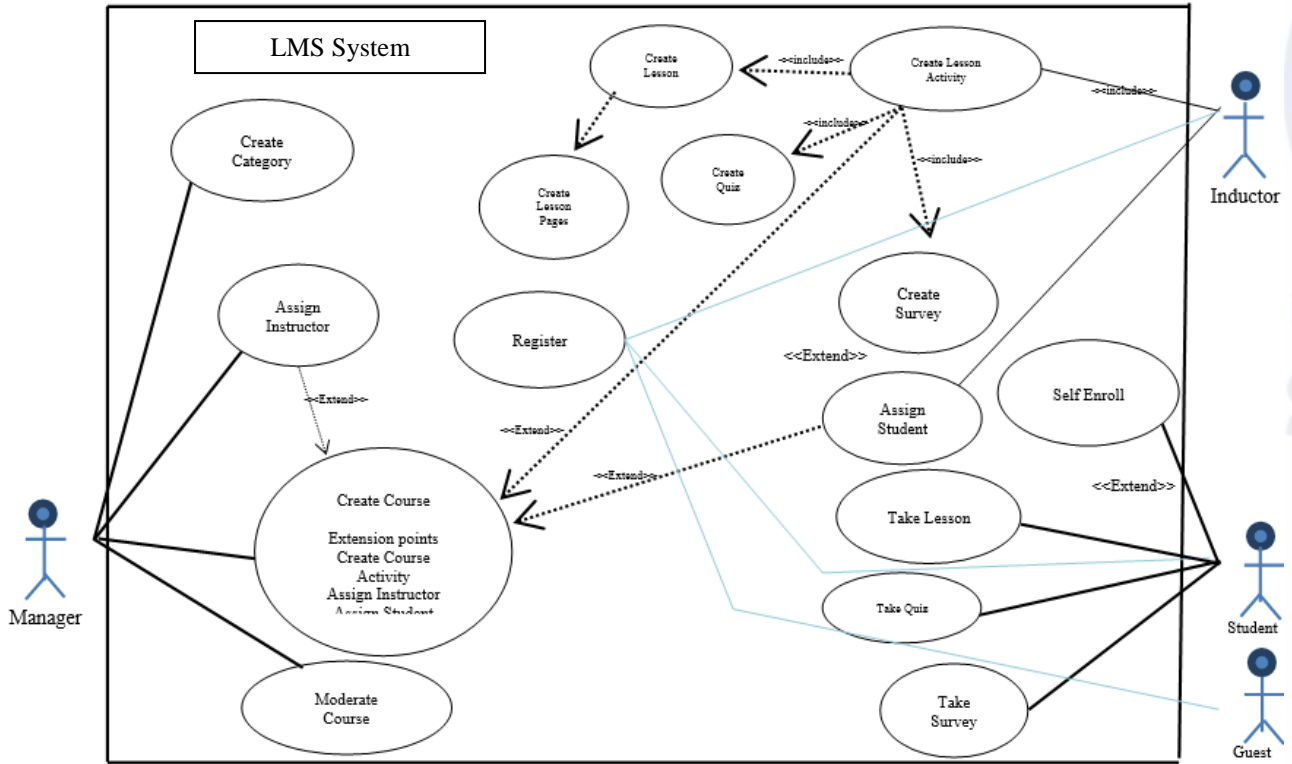 LMS System
Create
Lesson
<<include>>
Create Lesson
Activity
<<include>>
Create
Category
<<include>>
<<include>>
Create
Quiz
Create
Lesson
Pages
Inductor
Assign
Instructor
Create
Survey
Register
<<Extend>>
<<Extend>>
Self Enroll
Assign
Student
<<Extend>>
<<Extend>>
<<Extend>>
Create Course
Extension points
Create Course
Activity
Assign Instructor
Assign Student
Take Lesson
Take Quiz
Manager
Student
Moderate
Course
Take
Survey
Guest